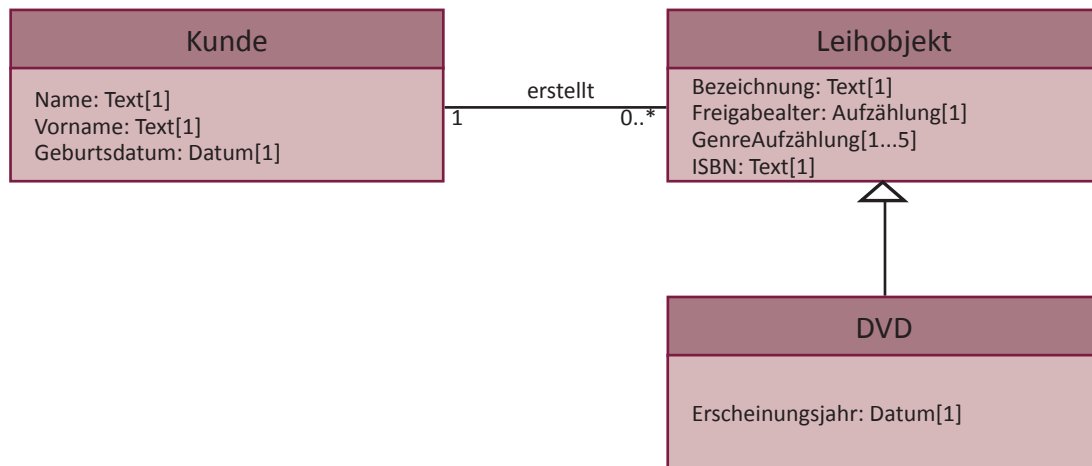 Kunde
Name: Text[1]
Vorname: Text[1]
Geburtsdatum: Datum[1]
erstellt
1
0..*
Leihobjekt
Bezeichnung: Text[1]
Freigabealter: Aufzählung[1]
GenreAufzählung[1...5]
ISBN: Text[1]
DVD
Erscheinungsjahr: Datum[1]